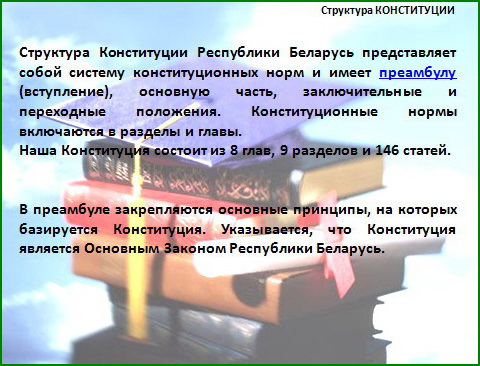 Структура КОНСТИТУЦИИ
Структура Конституции Республики Беларусь представляет
собой систему конституционных норм и имеет преамбулу
(вступление), основную часть, заключительные и
переходные положения. Конституционные нормы
включаются в разделы и главы.
Наша Конституция состоит из 8 глав, 9 разделов и 146 статей.
В преамбуле закрепляются основные принципы, на которых
базируется Конституция. Указывается, что Конституция
является Основным Законом Республики Беларусь.